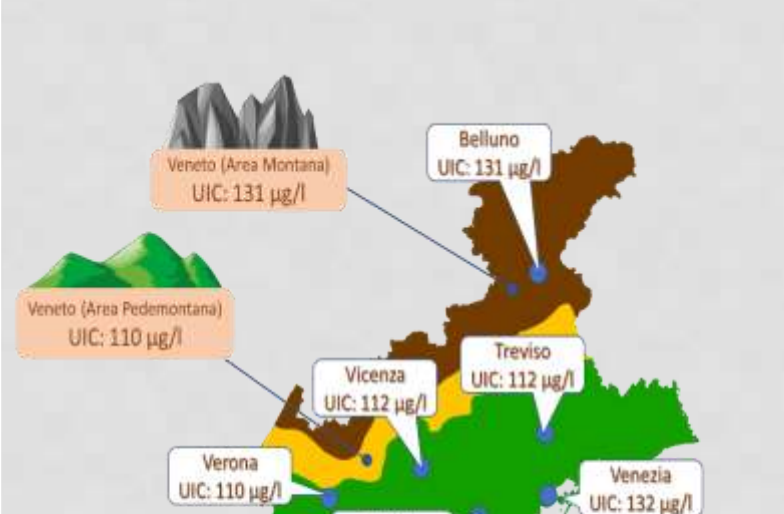 Belluno
UIC: 131 µg/l
Veneto (Area Montana)
UIC: 131 µg/l
Veneto (Area Pedemontana)
UIC: 110 µg/l
Treviso
UIC: 112 µg/l
Vicenza
UIC: 112 µg/l
Verona
UIC: 110 µg/l
Venezia
UIC: 132 µg/l